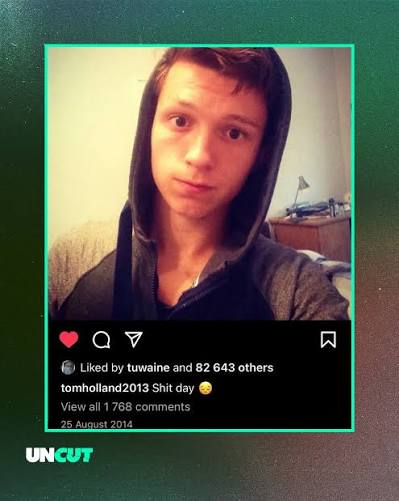 Liked by tuwaine and 82 643 others
tomholland2013 Shit day 😔
View all 1 768 comments
25 August 2014
UNCUT